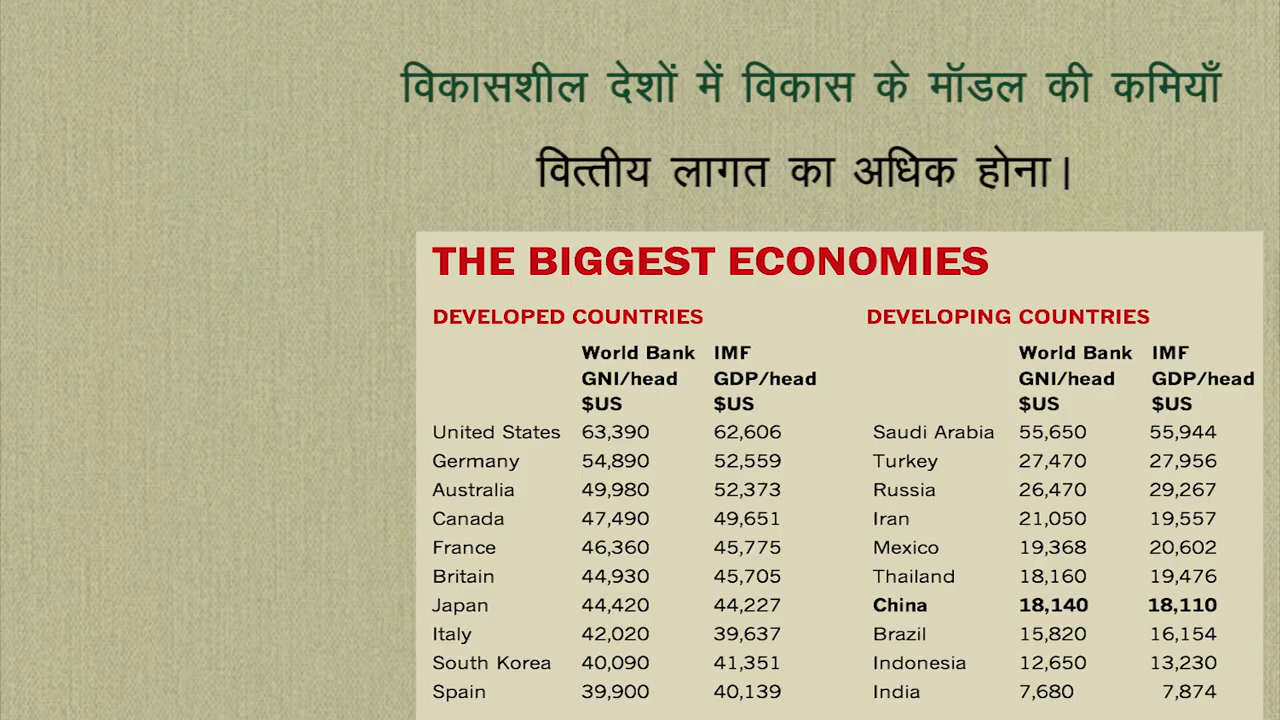 विकासशील देशों में विकास के मॉडल की कमियाँ
वित्तीय लागत का अधिक होना।
THE BIGGEST ECONOMIES
DEVELOPED COUNTRIES DEVELOPING COUNTRIES
World Bank IMF World Bank IMF
GNI/head GDP/head GNI/head GDP/head
$US $US $US $US
United States 63,390 62,606 Saudi Arabia 55,650 55,944
Germany 54,890 52,559 Turkey 27,470 27,956
Australia 49,980 52,373 Russia 26,470 29,267
Canada 47,490 49,651 Iran 21,050 19,557
France 46,360 45,775 Mexico 19,368 20,602
Britain 44,930 45,705 Thailand 18,160 19,476
Japan 44,420 44,227 China 18,140 18,110
Italy 42,020 39,637 Brazil 15,820 16,154
South Korea 40,090 41,351 Indonesia 12,650 13,230
Spain 39,900 40,139 India 7,680 7,874